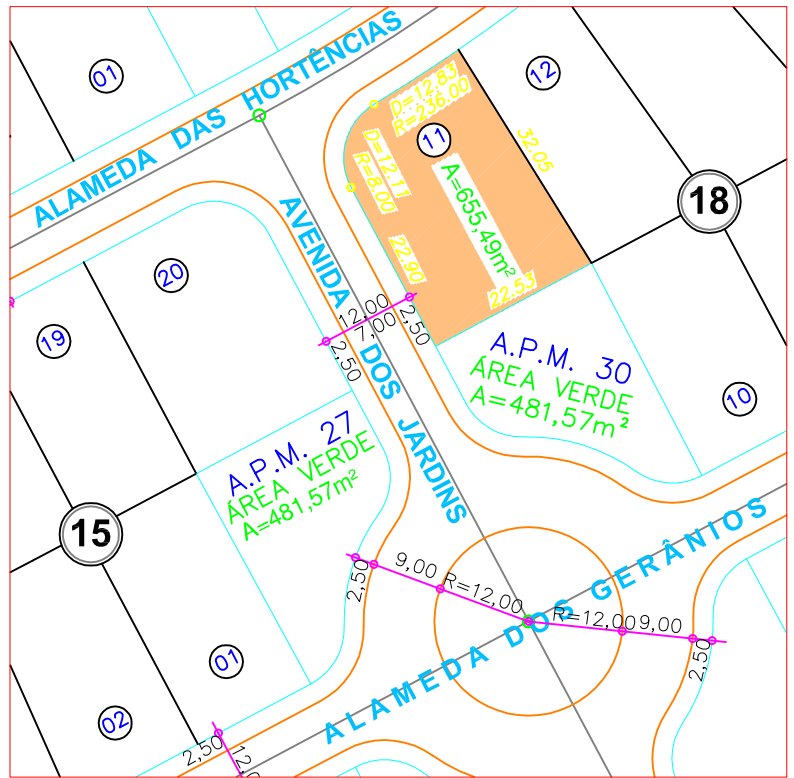 01
ALAMEDA DAS HORTÊNCIAS
D=12.83
R=236.00
12
11
D=12.11
R=8.00
32.05
A=655,49m²
18
AVENIDA DOS JARDINS
20
22.90
22.53
12,00
7,00
2,50
2,50
19
A.P.M. 30
ÁREA VERDE
A=481,57m²
10
A.P.M. 27
ÁREA VERDE
A=481,57m²
15
ALAMEDA DOS GERÂNIOS
9,00
R=12,00
2,50
R=12,00
9,00
2,50
01
02
2,50